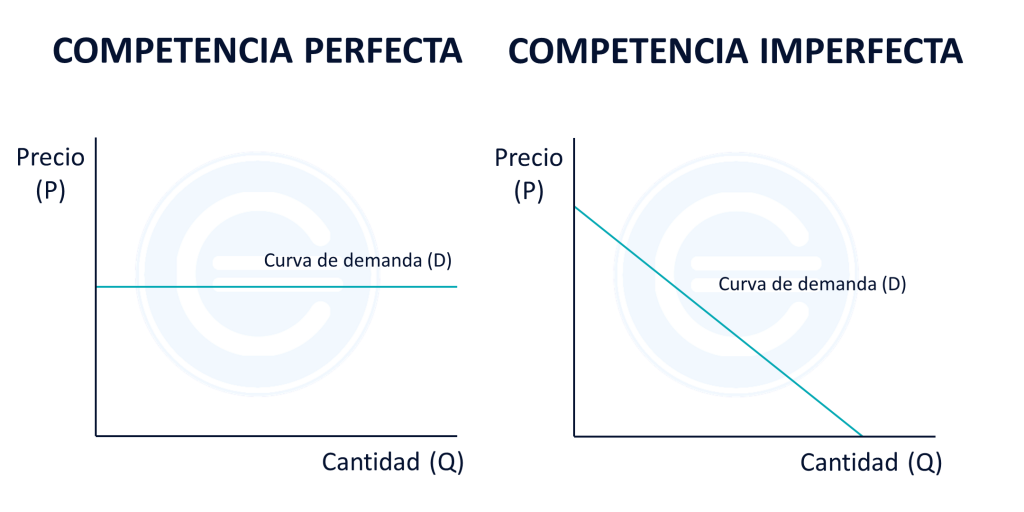 COMPETENCIA PERFECTA
Precio
(P)
Curva de demanda (D)
Cantidad (Q)
COMPETENCIA IMPERFECTA
Precio
(P)
Curva de demanda (D)
Cantidad (Q)